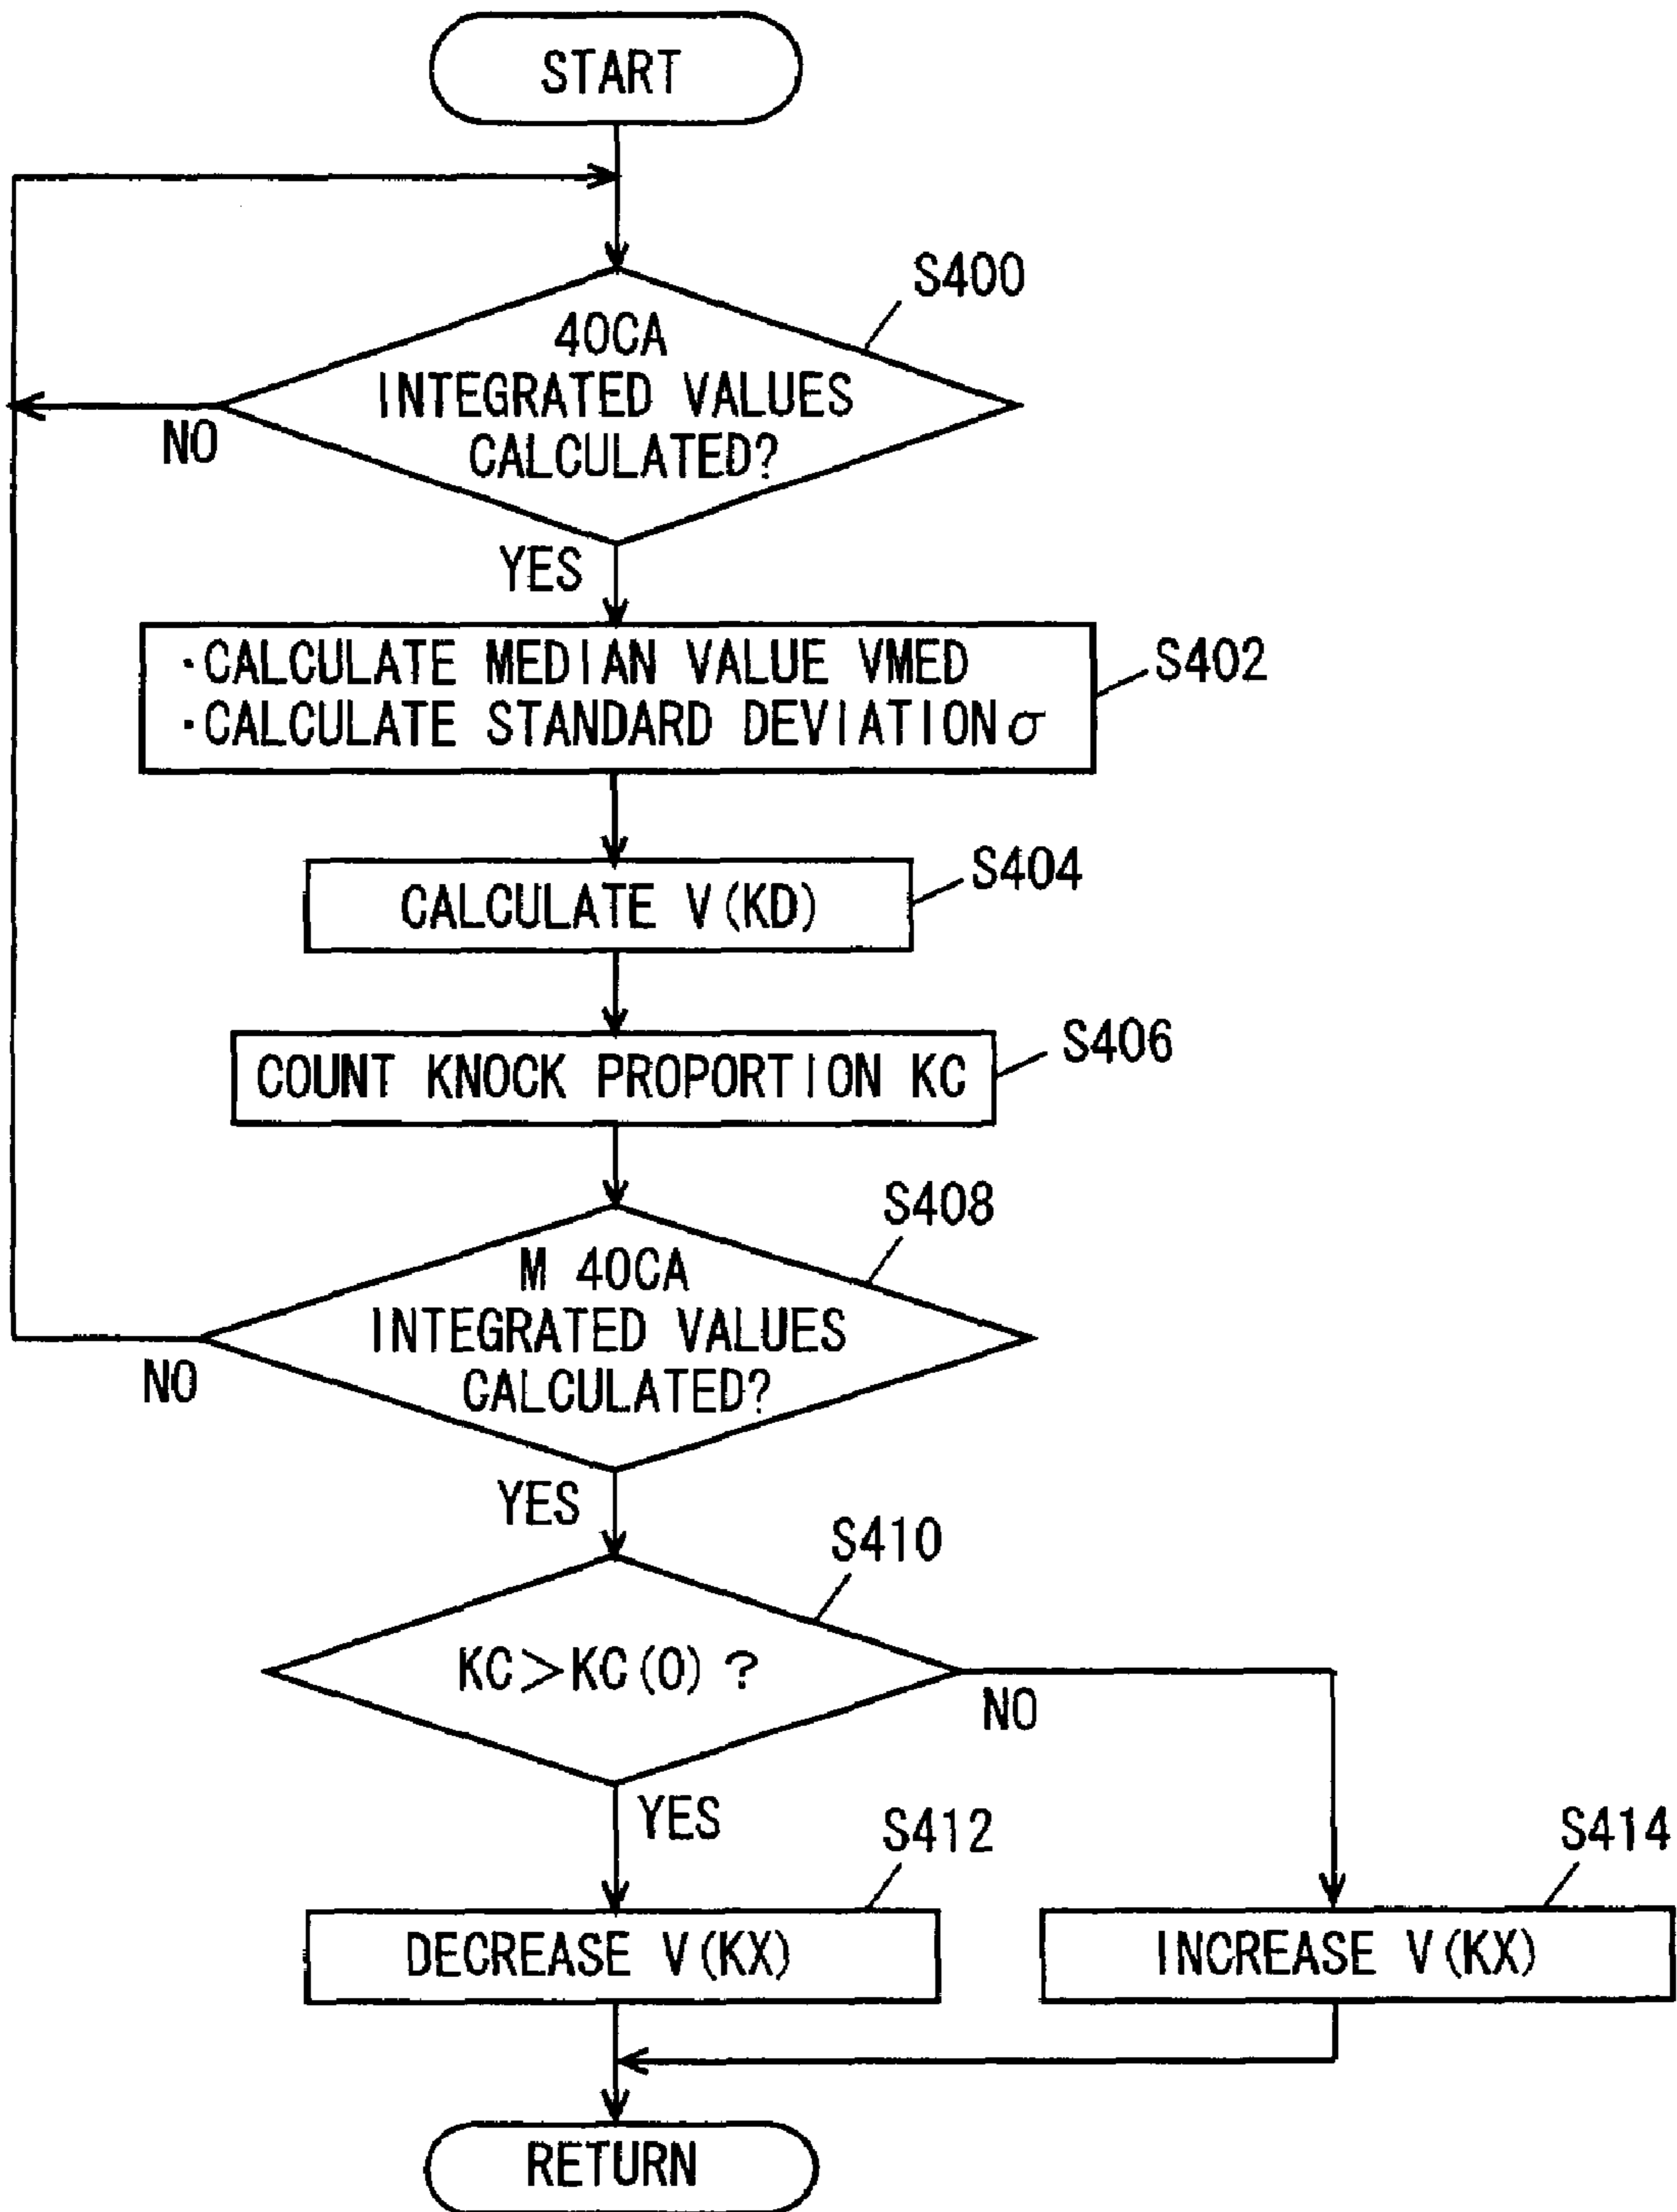 START
S400
40CA
INTEGRATED VALUES
CALCULATED?
NO
YES
·CALCULATE MEDIAN VALUE VMED
·CALCULATE STANDARD DEVIATION σ
S402
CALCULATE V(KD)
S404
COUNT KNOCK PROPORTION KC
S406
S408
M 40CA
INTEGRATED VALUES
CALCULATED?
NO
YES
S410
KC>KC(0)?
NO
YES
S412
S414
DECREASE V(KX)
INCREASE V(KX)
RETURN